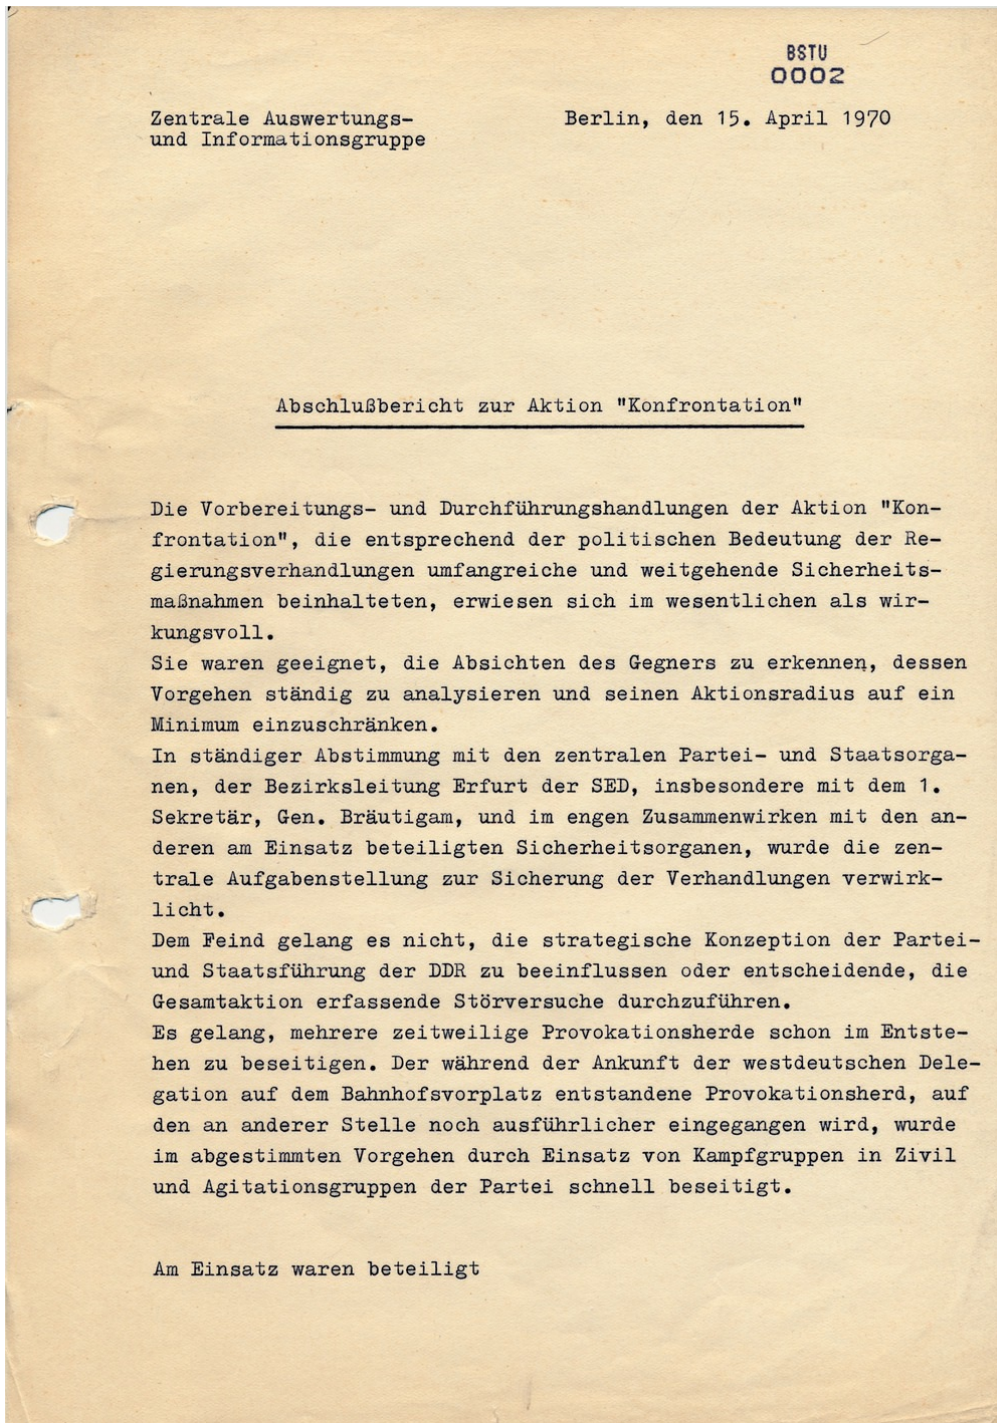 BSTU
0002
Zentrale Auswertungs- Berlin, den 15. April 1970
und Informationsgruppe
Abschlußbericht zur Aktion "Konfrontation"
Die Vorbereitungs- und Durchführungshandlungen der Aktion "Kon-
frontation", die entsprechend der politischen Bedeutung der Re-
gierungsverhandlungen umfangreiche und weitgehende Sicherheits-
maßnahmen beinhalteten, erwiesen sich im wesentlichen als wir-
kungsvoll.
Sie waren geeignet, die Absichten des Gegners zu erkennen, dessen
Vorgehen ständig zu analysieren und seinen Aktionsradius auf ein
Minimum einzuschränken.
In ständiger Abstimmung mit den zentralen Partei- und Staatsorga-
nen, der Bezirksleitung Erfurt der SED, insbesondere mit dem 1.
Sekretär, Gen. Bräutigam, und im engen Zusammenwirken mit den an-
deren am Einsatz beteiligten Sicherheitsorganen, wurde die zen-
trale Aufgabenstellung zur Sicherung der Verhandlungen verwirk-
licht.
Dem Feind gelang es nicht, die strategische Konzeption der Partei-
und Staatsführung der DDR zu beeinflussen oder entscheidende, die
Gesamtaktion erfassende Störversuche durchzuführen.
Es gelang, mehrere zeitweilige Provokationsherde schon im Entste-
hen zu beseitigen. Der während der Ankunft der westdeutschen Dele-
gation auf dem Bahnhofsvorplatz entstandene Provokationsherd, auf
den an anderer Stelle noch ausführlicher eingegangen wird, wurde
im abgestimmten Vorgehen durch Einsatz von Kampfgruppen in Zivil
und Agitationsgruppen der Partei schnell beseitigt.
Am Einsatz waren beteiligt